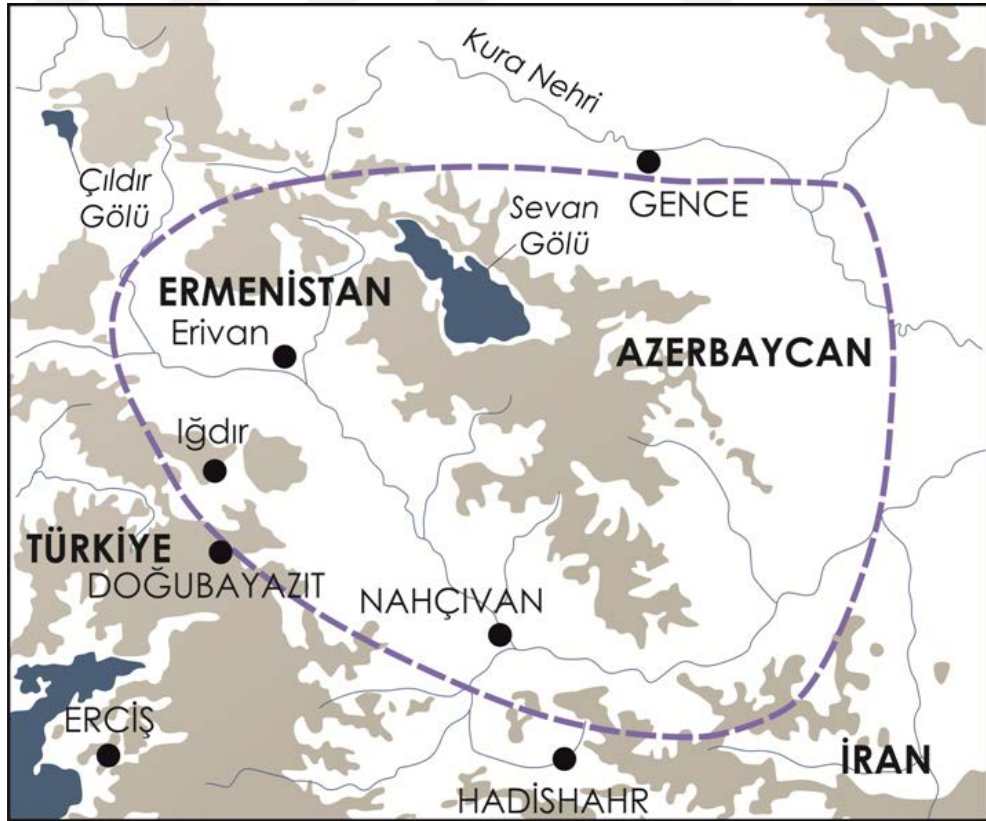 Kura Nehri
Çıldır
Gölü
GENCE
Sevan
Gölü
ERMENİSTAN
Erivan
AZERBAYCAN
Iğdır
TÜRKİYE
DOĞUBAYAZIT
NAHÇIVAN
ERCİŞ
İRAN
HADİSHAHR